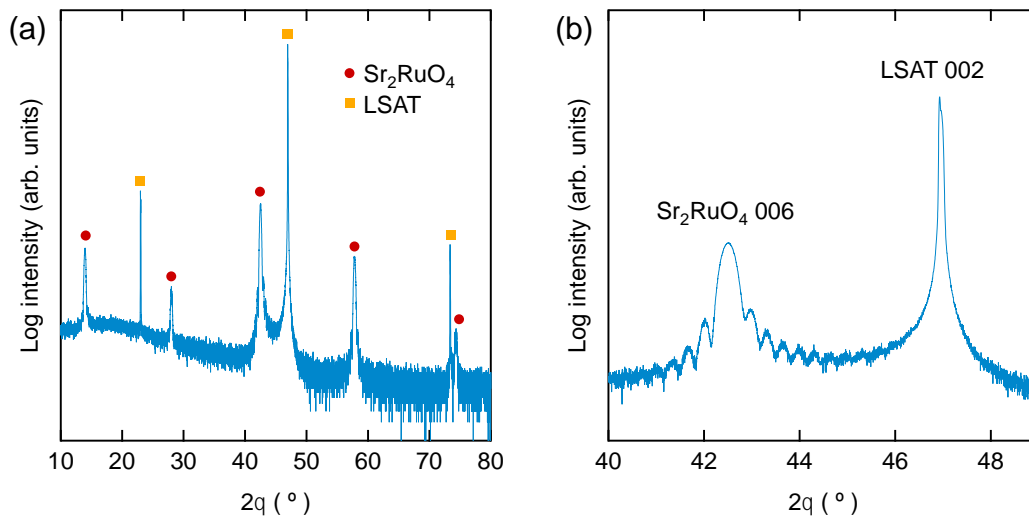 (a)
Log intensity (arb. units)
Sr₂RuO₄
LSAT
10 20 30 40 50 60 70 80
2q ( º )
(b)
Log intensity (arb. units)
Sr₂RuO₄ 006
LSAT 002
40 42 44 46 48
2q ( º )